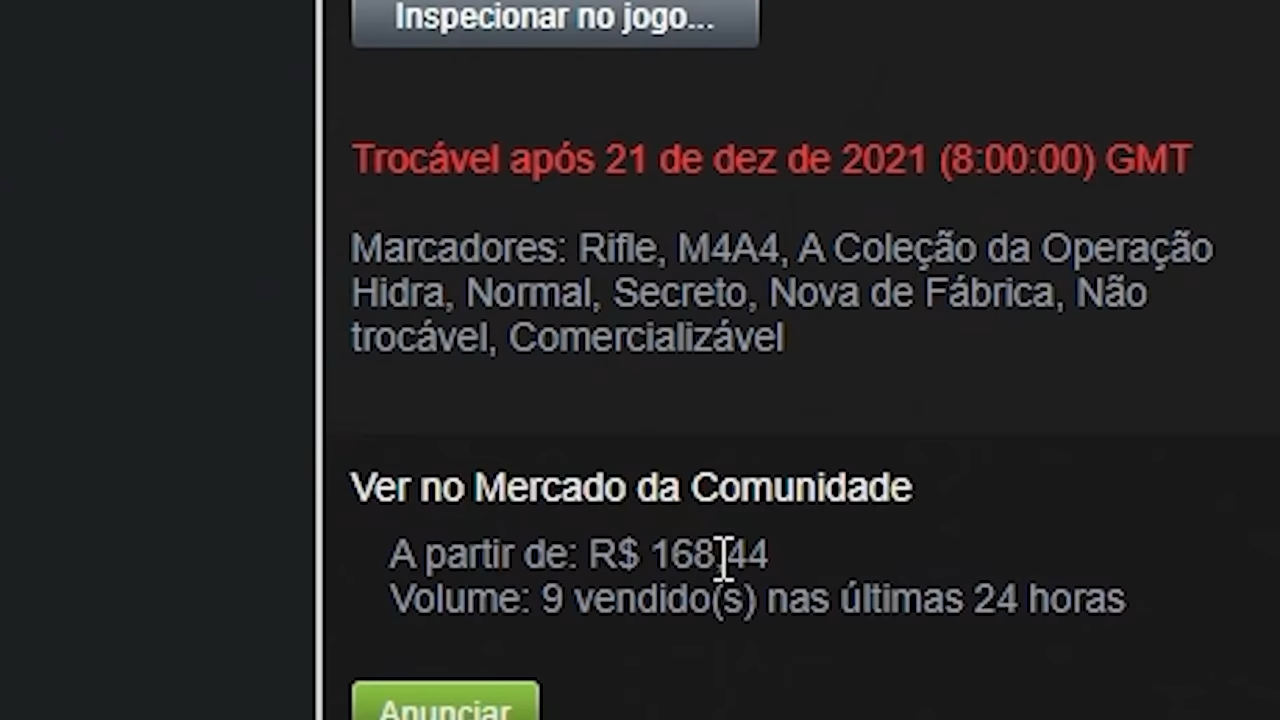 Inspecionar no jogo...
Trocável após 21 de dez de 2021 (8:00:00) GMT
Marcadores: Rifle, M4A4, A Coleção da Operação
Hidra, Normal, Secreto, Nova de Fábrica, Não
trocável, Comercializável
Ver no Mercado da Comunidade
A partir de: R$ 168,44
Volume: 9 vendido(s) nas últimas 24 horas
Anunciar